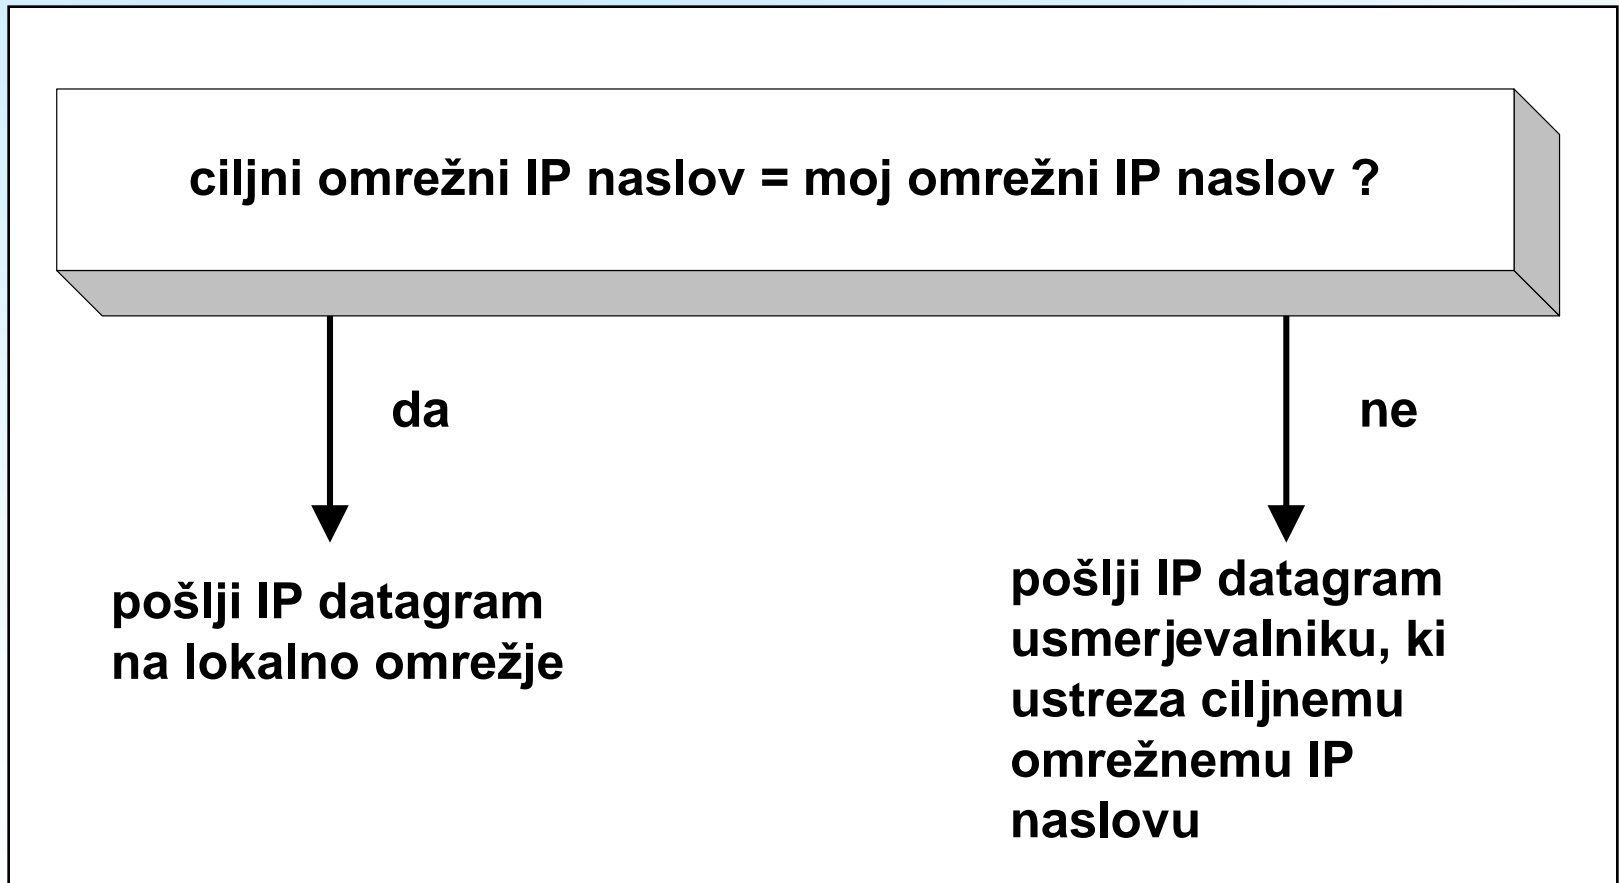 ciljni omrežni IP naslov = moj omrežni IP naslov ?
da
ne
pošlji IP datagram
na lokalno omrežje
pošlji IP datagram
usmerjevalniku, ki
ustreza ciljnemu
omrežnemu IP
naslovu